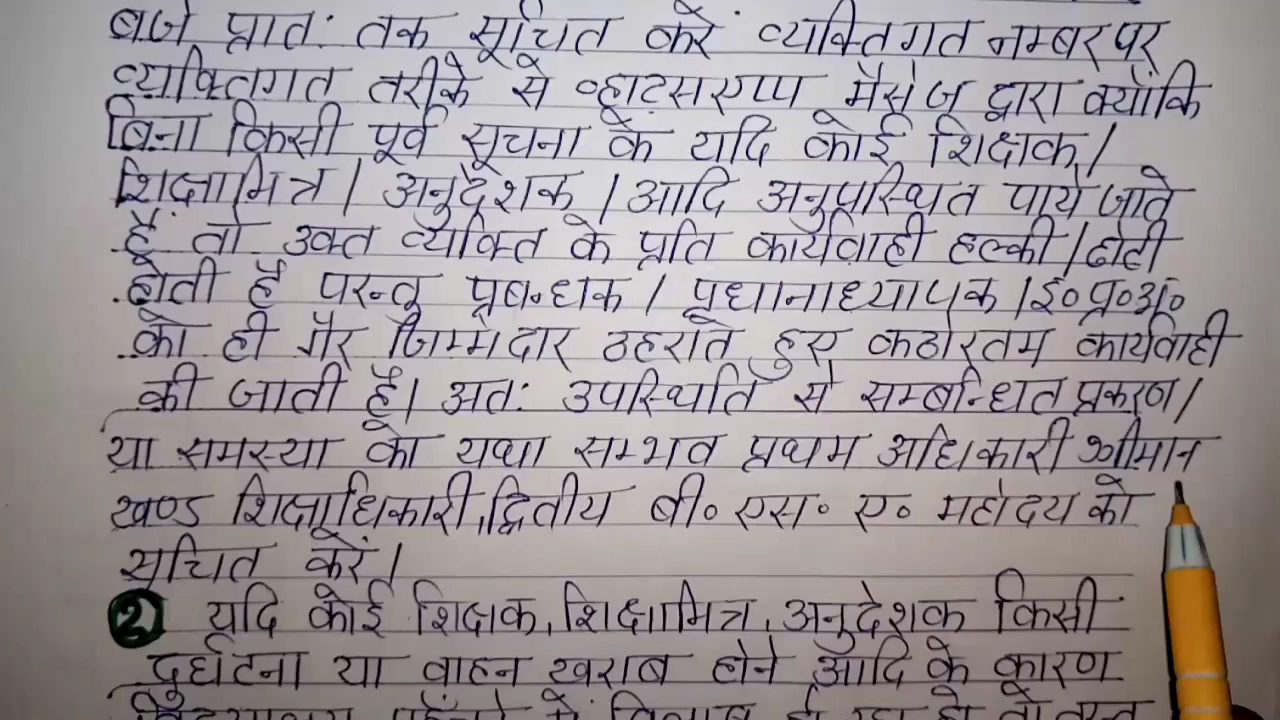 बजे प्रातः तक सूचित करें व्यक्तिगत नम्बर पर
व्यक्तिगत तरीके से व्हाट्सएप्प मैसेज द्वारा क्योंकि
बिना किसी पूर्व सूचना के यदि कोई शिक्षक /
शिक्षामित्र / अनुदेशक / आदि अनुपस्थित पाये जाते
हैं तो उक्त व्यक्ति के प्रति कार्यवाही हल्की / छोटी
होती है परन्तु प्रबन्धक / प्रधानाध्यापक / इ० प्र० अ०
को ही गैर जिम्मेदार ठहराते हुए कठोरतम कार्यवाही
की जाती है। अतः उपस्थिति से सम्बन्धित प्रकरण /
या समस्या को यथा सम्भव प्रथम अधिकारी श्रीमान
खण्ड शिक्षाधिकारी, द्वितीय बी० एस० ए० महोदय को
सूचित करें।
2 यदि कोई शिक्षक, शिक्षामित्र, अनुदेशक किसी
दुर्घटना या वाहन खराब होने आदि के कारण